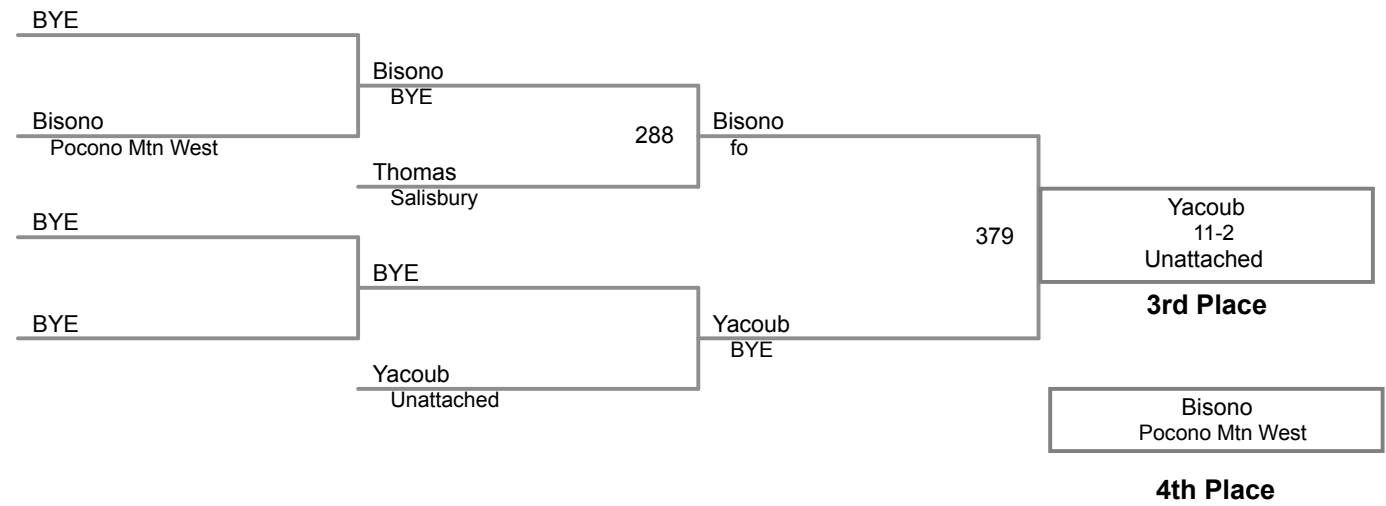 BYE
Bisono
BYE
Bisono
Pocono Mtn West
288
Bisono
fo
Thomas
Salisbury
BYE
BYE
BYE
379
Yacoub
11-2
Unattached
3rd Place
Yacoub
BYE
Yacoub
Unattached
Bisono
Pocono Mtn West
4th Place